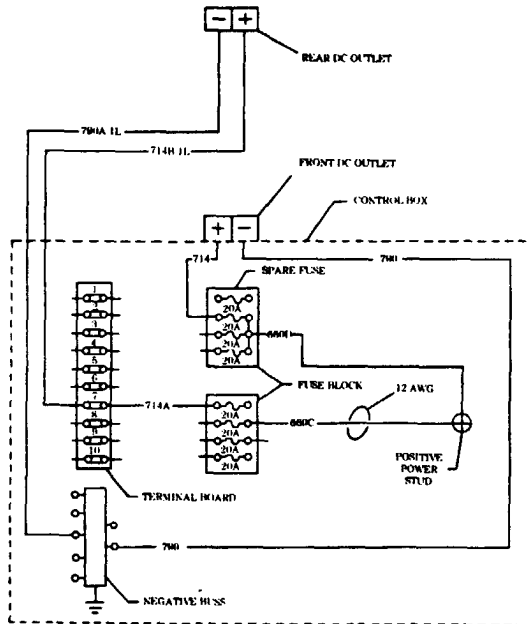 − +
REAR DC OUTLET
790A 1L
714B 1L
FRONT DC OUTLET
CONTROL BOX
+ −
714
790
SPARE FUSE
1
2
3
4
5
6
7
8
9
10
20A
20A
20A
20A
680D
FUSE BLOCK
12 AWG
714A
20A
20A
20A
20A
680C
POSITIVE
POWER
STUD
TERMINAL BOARD
790
NEGATIVE BUSS